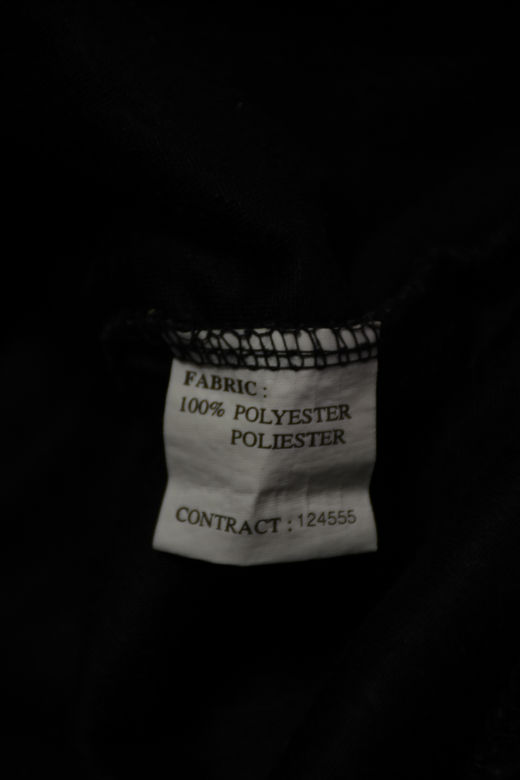 FABRIC :
100% POLYESTER
POLIESTER
CONTRACT : 124555